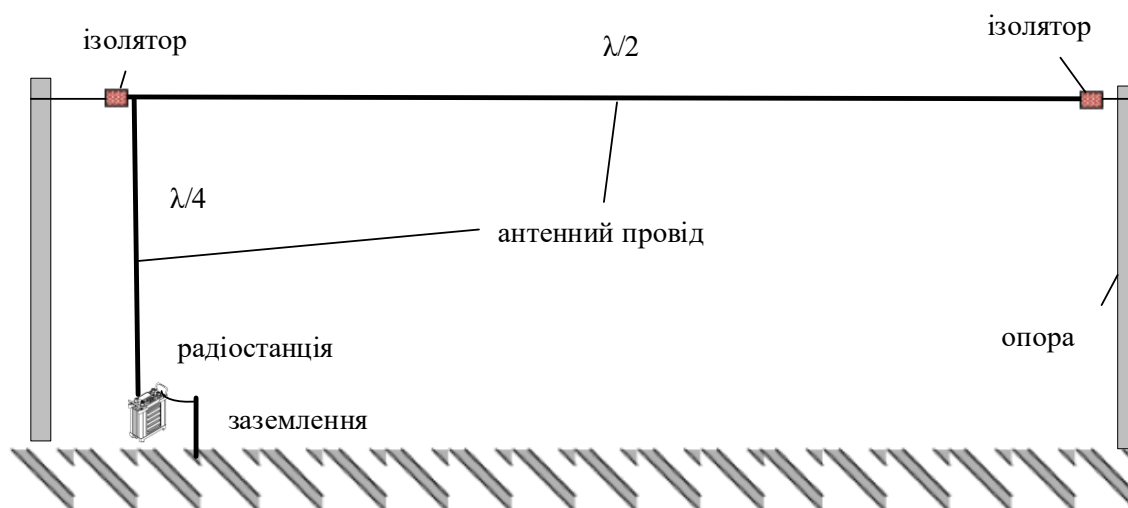 ізолятор
λ/2
ізолятор
λ/4
антенний провід
радіостанція
опора
заземлення